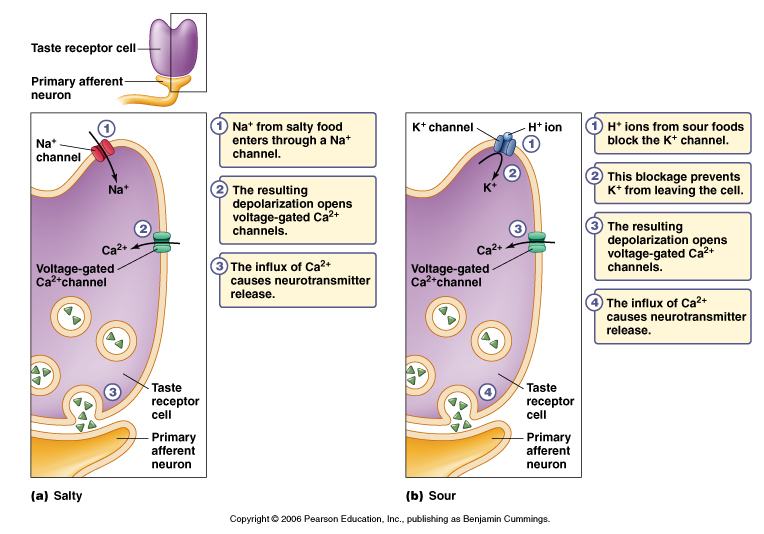 Taste receptor cell
Primary afferent
neuron
1
Na+
channel
Na+
2
Ca2+
Voltage-gated
Ca2+channel
3
Taste
receptor
cell
Primary
afferent
neuron
(a) Salty
1 Na+ from salty food
enters through a Na+
channel.
2 The resulting
depolarization opens
voltage-gated Ca2+
channels.
3 The influx of Ca2+
causes neurotransmitter
release.
K+ channel
H+ ion
1
2
K+
3
Ca2+
Voltage-gated
Ca2+channel
4
Taste
receptor
cell
Primary
afferent
neuron
(b) Sour
1 H+ ions from sour foods
block the K+ channel.
2 This blockage prevents
K+ from leaving the cell.
3 The resulting
depolarization opens
voltage-gated Ca2+
channels.
4 The influx of Ca2+
causes neurotransmitter
release.
Copyright © 2006 Pearson Education, Inc., publishing as Benjamin Cummings.